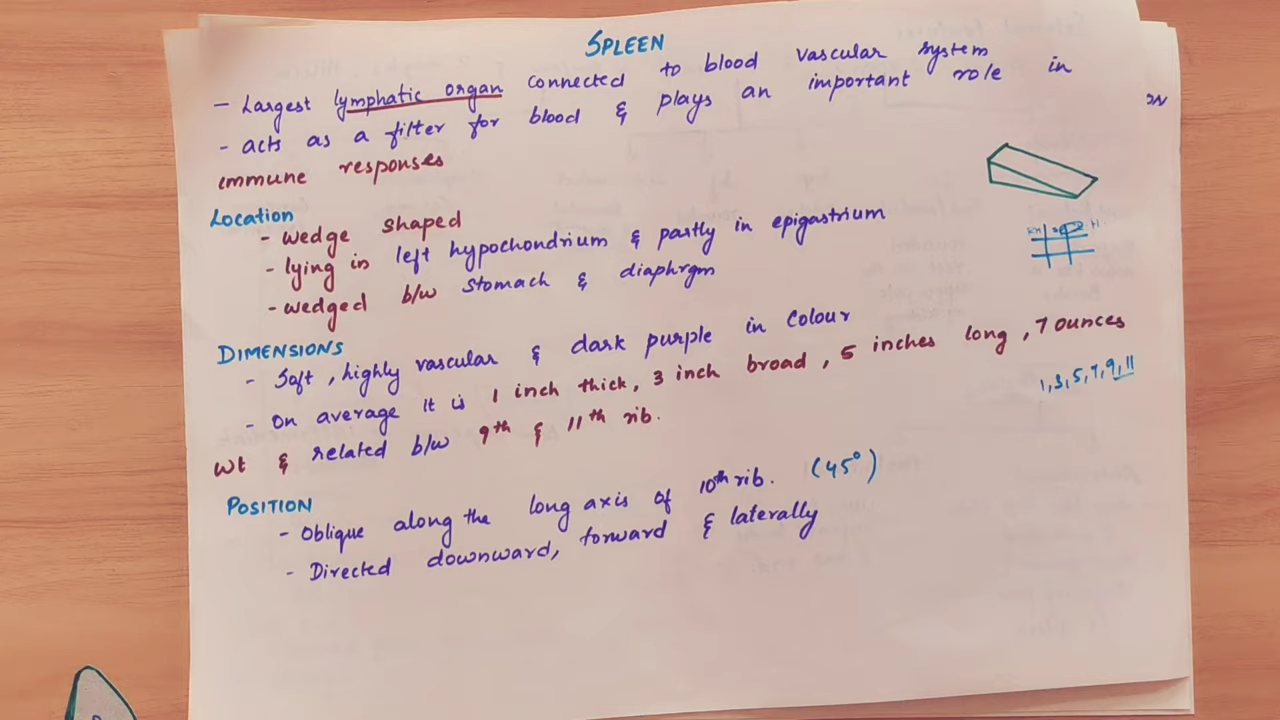 SPLEEN
- Largest lymphatic organ connected to blood vascular system
- acts as a filter for blood & plays an important role in
immune responses
Location
- wedge shaped
- lying in left hypochondrium & partly in epigastrium
- wedged b/w stomach & diaphrgm
DIMENSIONS
- Soft, highly vascular & dark purple in colour
- On average it is 1 inch thick, 3 inch broad, 5 inches long, 7 ounces
wt & related b/w 9th & 11th rib.
1,3,5,7,9,11
POSITION
- Oblique along the long axis of 10th rib. (45°)
- Directed downward, forward & laterally